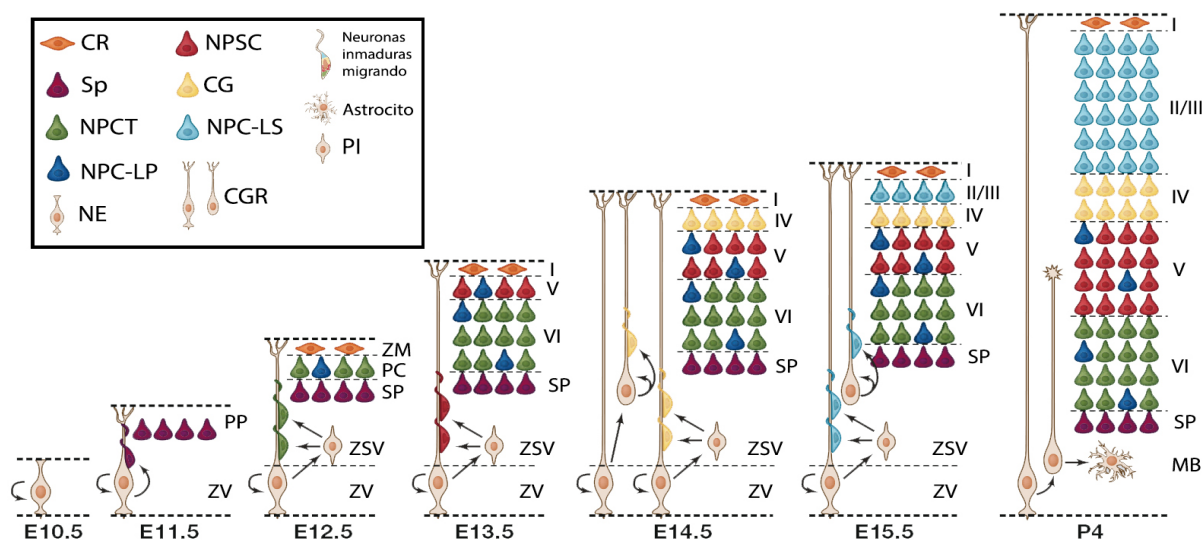 CR
Sp
NPCT
NPC-LP
NE
NPSC
CG
NPC-LS
CGR
Neuronas
inmaduras
migrando
Astrocito
PI
E10.5
PP
ZV
E11.5
ZM
PC
SP
ZSV
ZV
E12.5
I
V
VI
SP
ZSV
ZV
E13.5
I
IV
V
VI
SP
ZSV
ZV
E14.5
I
II/III
IV
V
VI
SP
ZSV
ZV
E15.5
I
II/III
IV
V
VI
SP
MB
P4